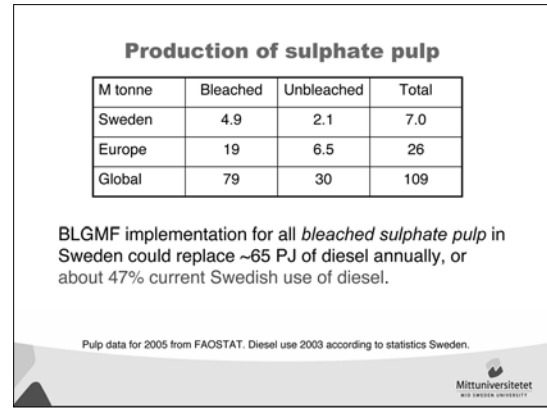 Production of sulphate pulp
M tonne Bleached Unbleached Total
Sweden 4.9 2.1 7.0
Europe 19 6.5 26
Global 79 30 109
BLGMF implementation for all bleached sulphate pulp in
Sweden could replace ~65 PJ of diesel annually, or
about 47% current Swedish use of diesel.
Pulp data for 2005 from FAOSTAT. Diesel use 2003 according to statistics Sweden.
Mittuniversitetet
MID SWEDEN UNIVERSITY